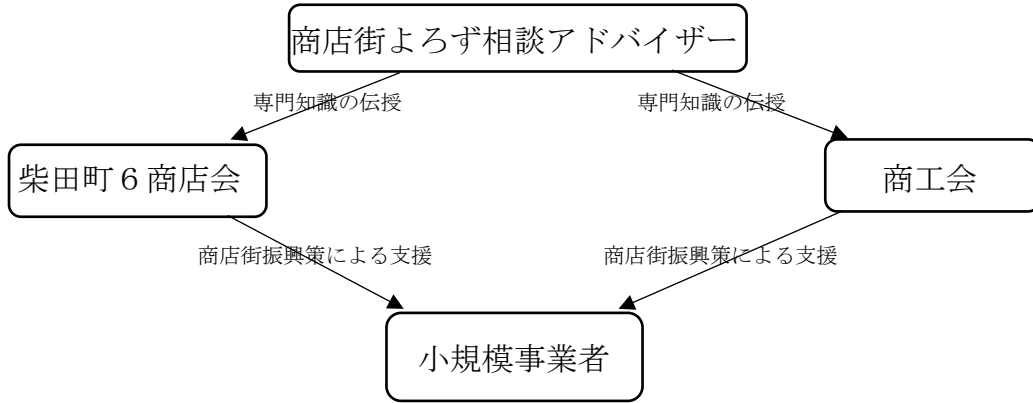 商店街よろず相談アドバイザー
専門知識の伝授
専門知識の伝授
柴田町６商店会
商工会
商店街振興策による支援
商店街振興策による支援
小規模事業者